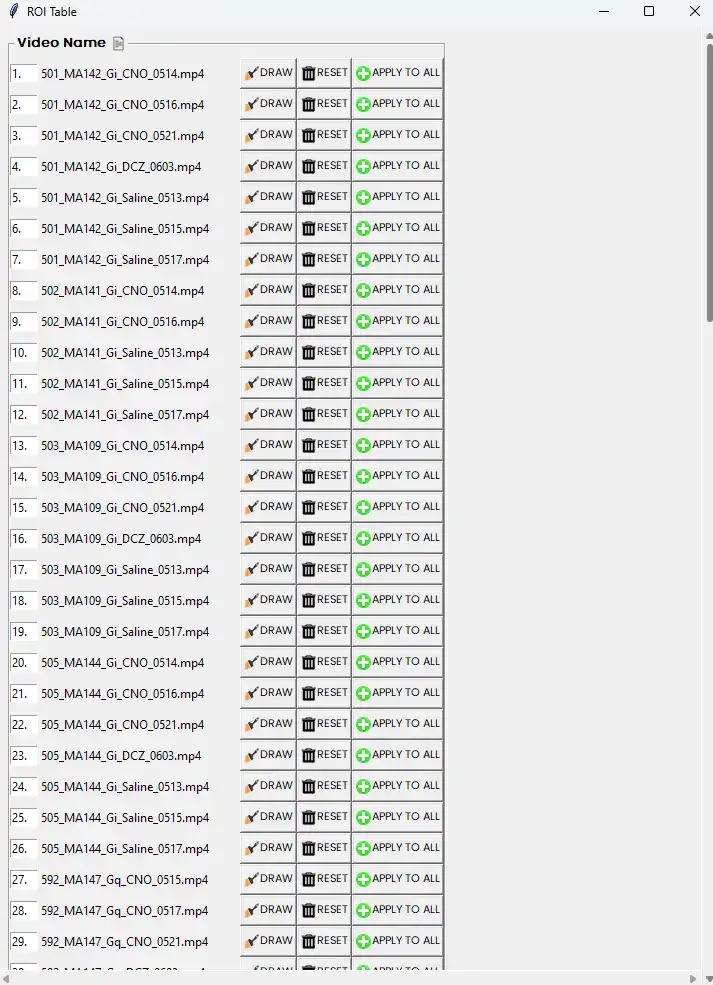 ROI Table
Video Name
1. 501_MA142_Gi_CNO_0514.mp4 DRAW RESET APPLY TO ALL
2. 501_MA142_Gi_CNO_0516.mp4 DRAW RESET APPLY TO ALL
3. 501_MA142_Gi_CNO_0521.mp4 DRAW RESET APPLY TO ALL
4. 501_MA142_Gi_DCZ_0603.mp4 DRAW RESET APPLY TO ALL
5. 501_MA142_Gi_Saline_0513.mp4 DRAW RESET APPLY TO ALL
6. 501_MA142_Gi_Saline_0515.mp4 DRAW RESET APPLY TO ALL
7. 501_MA142_Gi_Saline_0517.mp4 DRAW RESET APPLY TO ALL
8. 502_MA141_Gi_CNO_0514.mp4 DRAW RESET APPLY TO ALL
9. 502_MA141_Gi_CNO_0516.mp4 DRAW RESET APPLY TO ALL
10. 502_MA141_Gi_Saline_0513.mp4 DRAW RESET APPLY TO ALL
11. 502_MA141_Gi_Saline_0515.mp4 DRAW RESET APPLY TO ALL
12. 502_MA141_Gi_Saline_0517.mp4 DRAW RESET APPLY TO ALL
13. 503_MA109_Gi_CNO_0514.mp4 DRAW RESET APPLY TO ALL
14. 503_MA109_Gi_CNO_0516.mp4 DRAW RESET APPLY TO ALL
15. 503_MA109_Gi_CNO_0521.mp4 DRAW RESET APPLY TO ALL
16. 503_MA109_Gi_DCZ_0603.mp4 DRAW RESET APPLY TO ALL
17. 503_MA109_Gi_Saline_0513.mp4 DRAW RESET APPLY TO ALL
18. 503_MA109_Gi_Saline_0515.mp4 DRAW RESET APPLY TO ALL
19. 503_MA109_Gi_Saline_0517.mp4 DRAW RESET APPLY TO ALL
20. 505_MA144_Gi_CNO_0514.mp4 DRAW RESET APPLY TO ALL
21. 505_MA144_Gi_CNO_0516.mp4 DRAW RESET APPLY TO ALL
22. 505_MA144_Gi_CNO_0521.mp4 DRAW RESET APPLY TO ALL
23. 505_MA144_Gi_DCZ_0603.mp4 DRAW RESET APPLY TO ALL
24. 505_MA144_Gi_Saline_0513.mp4 DRAW RESET APPLY TO ALL
25. 505_MA144_Gi_Saline_0515.mp4 DRAW RESET APPLY TO ALL
26. 505_MA144_Gi_Saline_0517.mp4 DRAW RESET APPLY TO ALL
27. 592_MA147_Gq_CNO_0515.mp4 DRAW RESET APPLY TO ALL
28. 592_MA147_Gq_CNO_0517.mp4 DRAW RESET APPLY TO ALL
29. 592_MA147_Gq_CNO_0521.mp4 DRAW RESET APPLY TO ALL